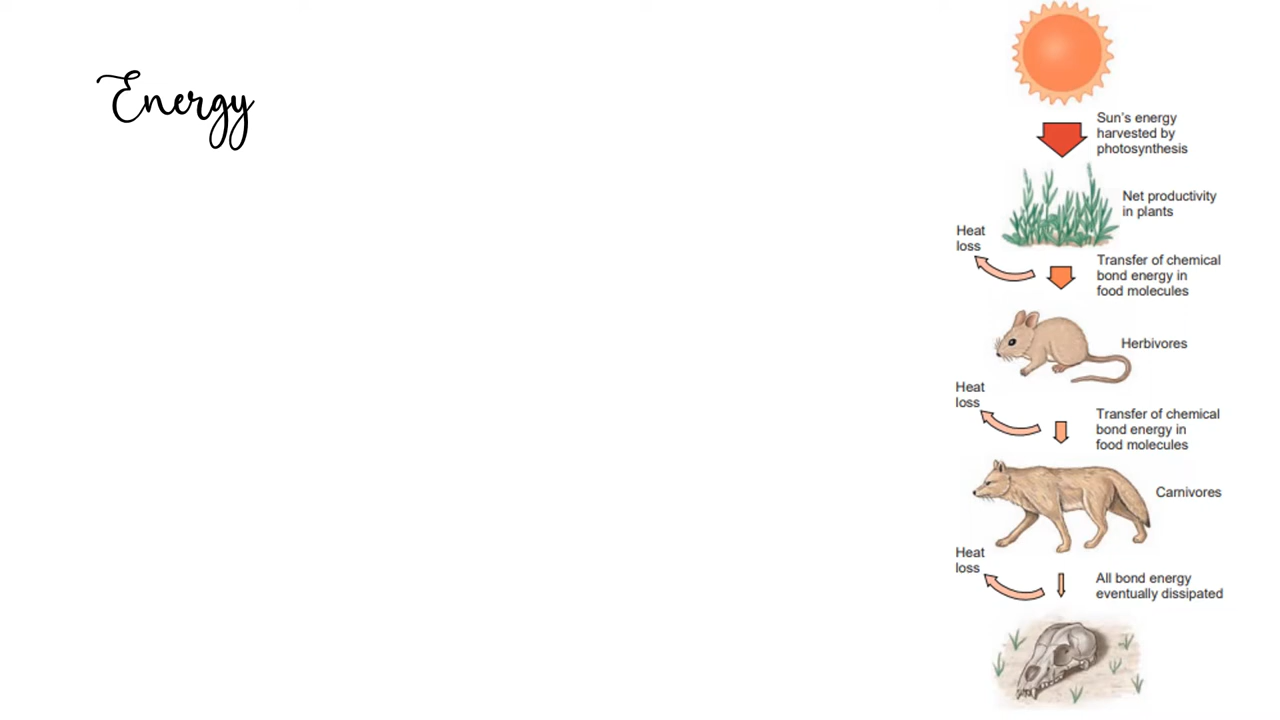 Energy
Sun's energy
harvested by
photosynthesis
Net productivity
in plants
Heat
loss
Transfer of chemical
bond energy in
food molecules
Herbivores
Heat
loss
Transfer of chemical
bond energy in
food molecules
Carnivores
Heat
loss
All bond energy
eventually dissipated